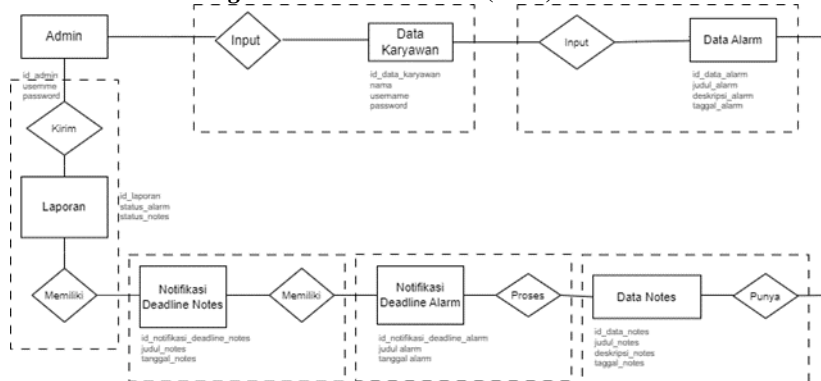 Admin
Input
Data
Karyawan
Input
Data Alarm
id_admin
usernme
password
id_data_karyawan
nama
username
password
id_data_alarm
judul_alarm
deskripsi_alarm
taggal_alarm
Kirim
Laporan
id_laporan
status_alarm
status_notes
Memiliki
Notifikasi
Deadline Notes
Memiliki
Notifikasi
Deadline Alarm
Proses
Data Notes
Punya
id_notifikasi_deadline_notes
judul_notes
tanggal_notes
id_notifikasi_deadline_alarm
judul alarm
tanggal alarm
id_data_notes
judul_notes
deskripsi_notes
taggal_notes